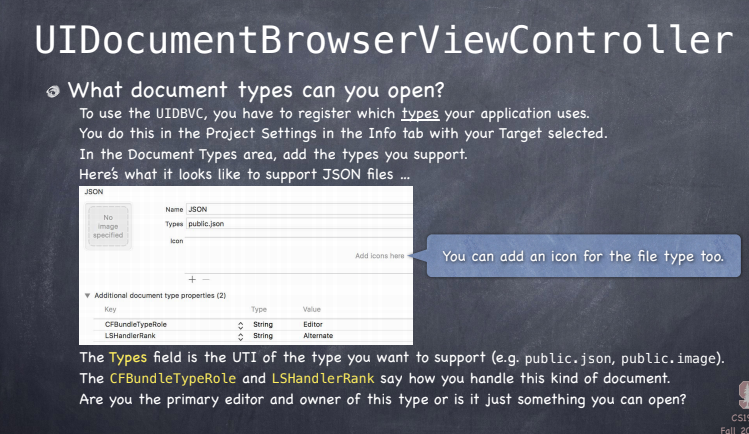 UIDocumentBrowserViewController
What document types can you open?
To use the UIDBVC, you have to register which types your application uses.
You do this in the Project Settings in the Info tab with your Target selected.
In the Document Types area, add the types you support.
Here's what it looks like to support JSON files ...
JSON
No image specified
Name JSON
Types public.json
Icon
Add icons here
You can add an icon for the file type too.
+ −
▼ Additional document type properties (2)
Key Type Value
CFBundleTypeRole String Editor
LSHandlerRank String Alternate
The Types field is the UTI of the type you want to support (e.g. public.json, public.image).
The CFBundleTypeRole and LSHandlerRank say how you handle this kind of document.
Are you the primary editor and owner of this type or is it just something you can open?
Fall